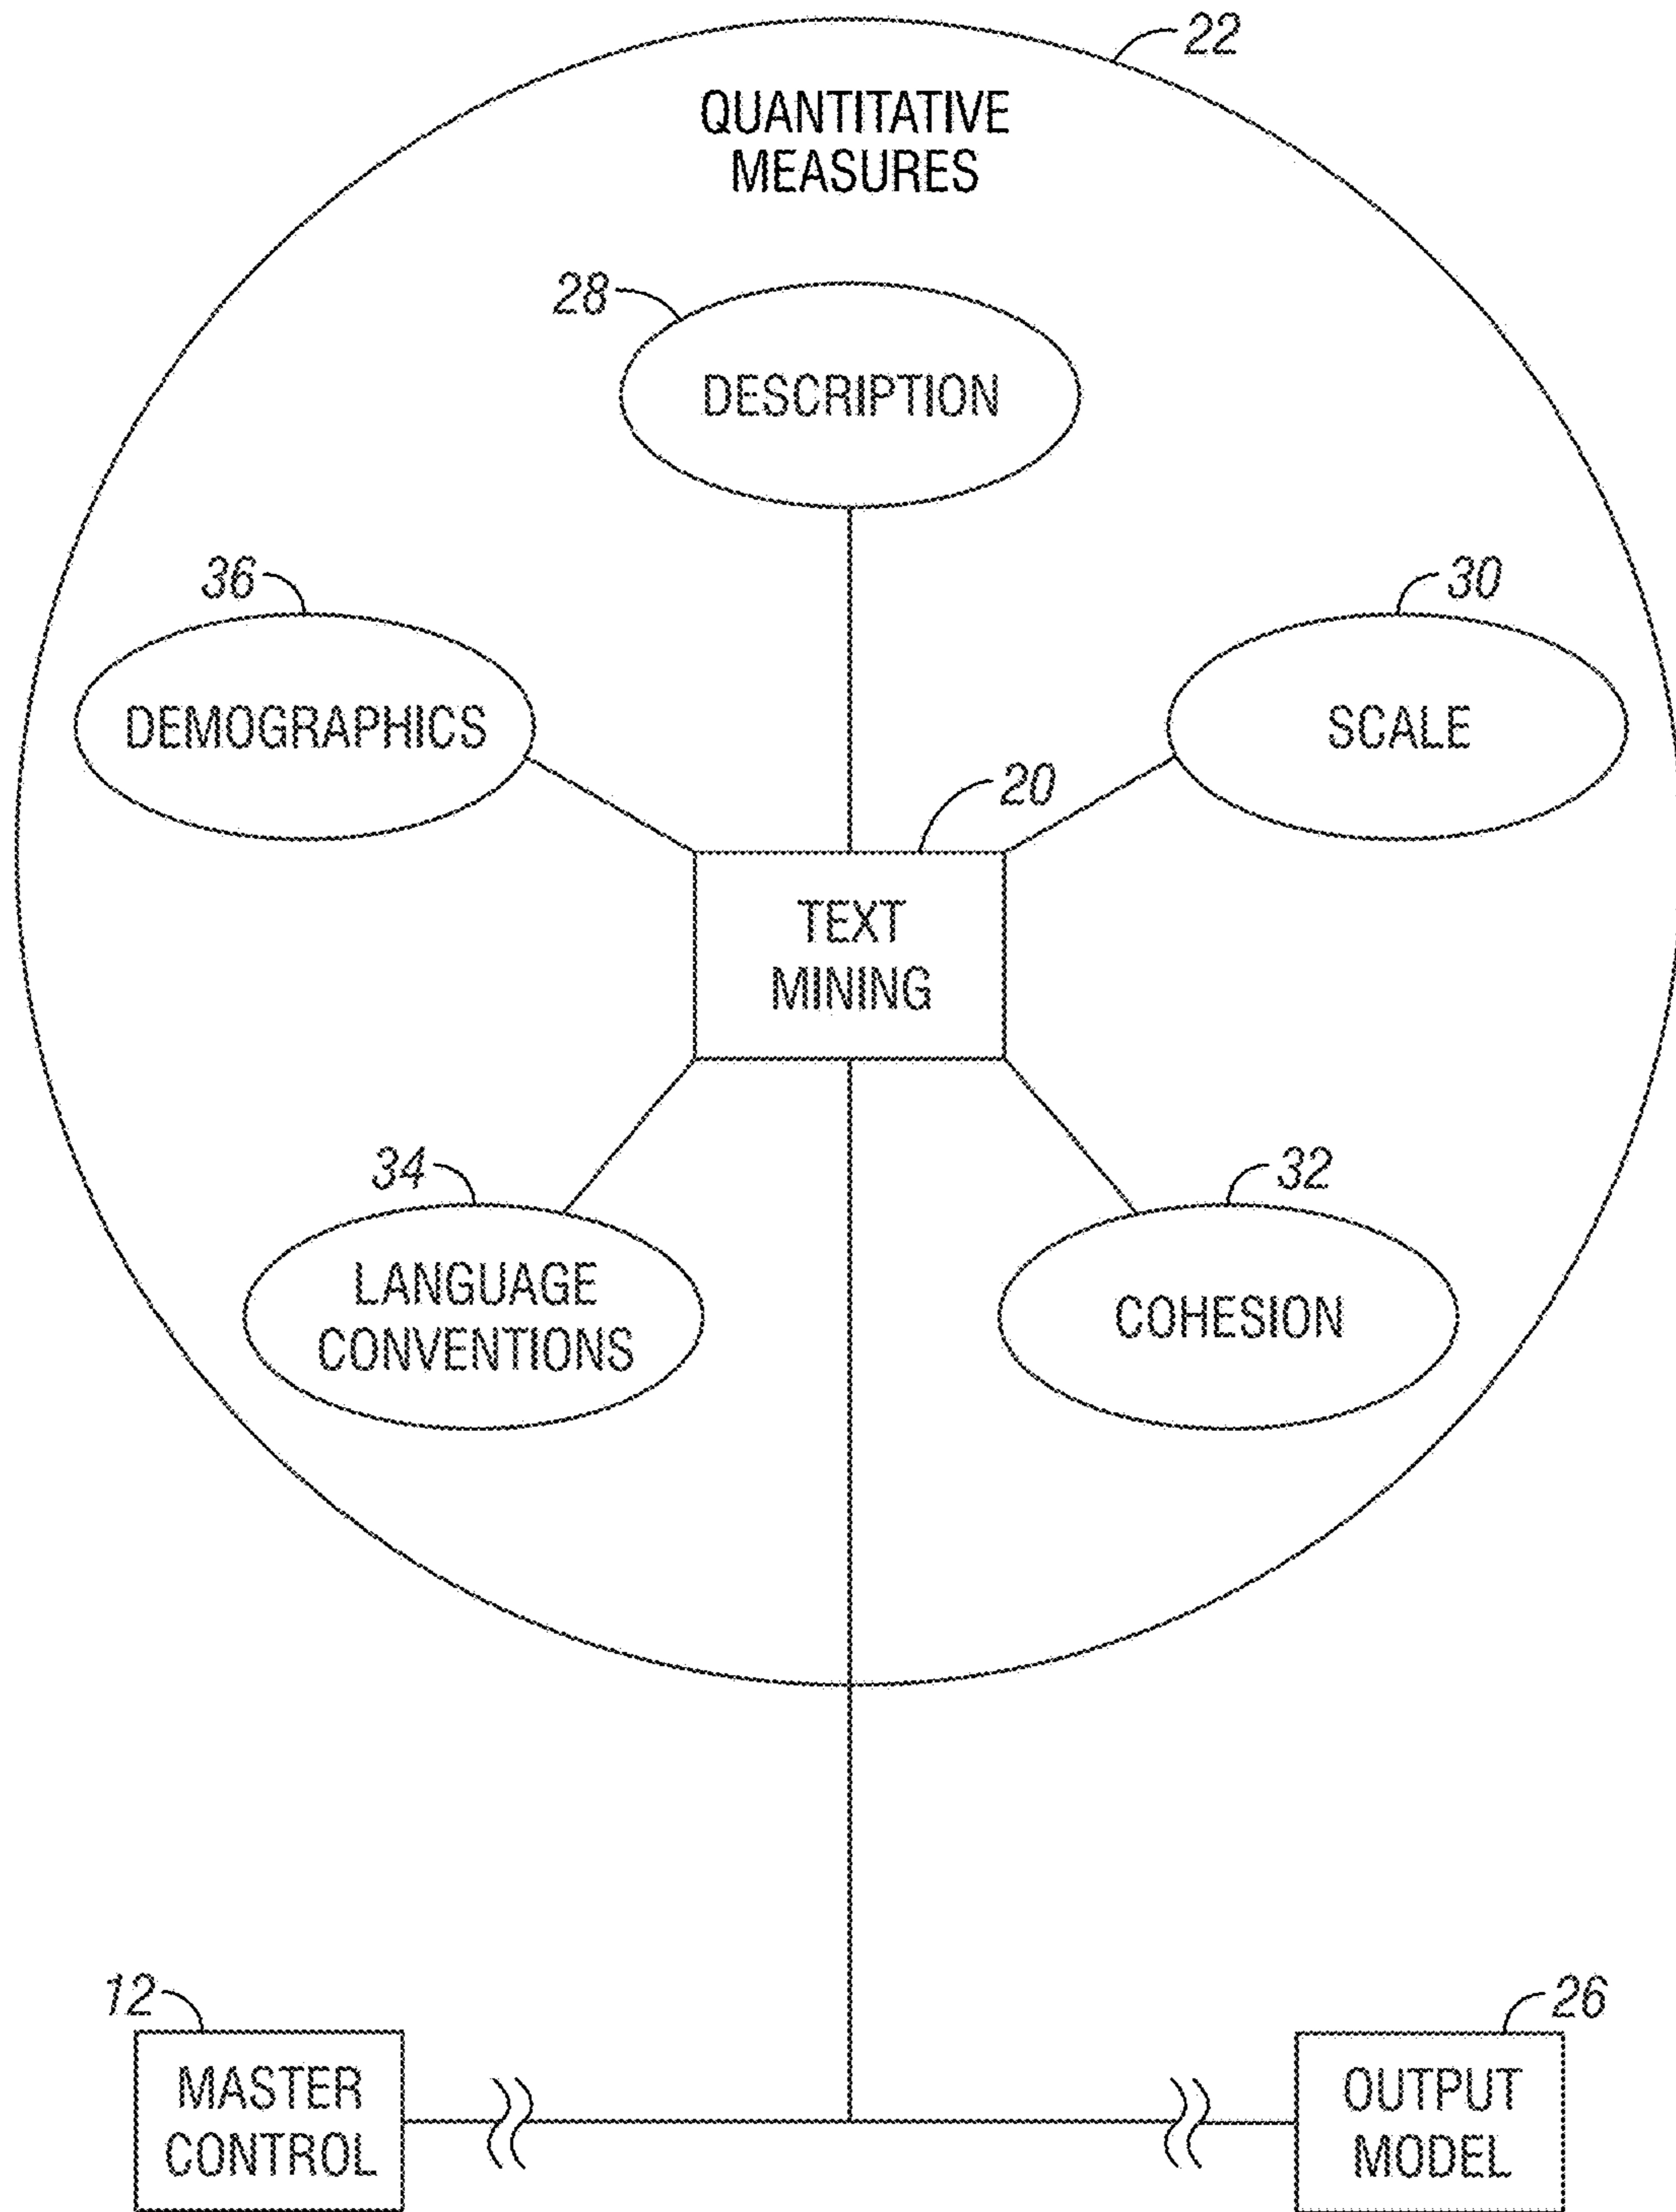 22
QUANTITATIVE
MEASURES
28
DESCRIPTION
36
30
DEMOGRAPHICS
SCALE
20
TEXT
MINING
34
32
LANGUAGE
CONVENTIONS
COHESION
12
26
MASTER
CONTROL
OUTPUT
MODEL